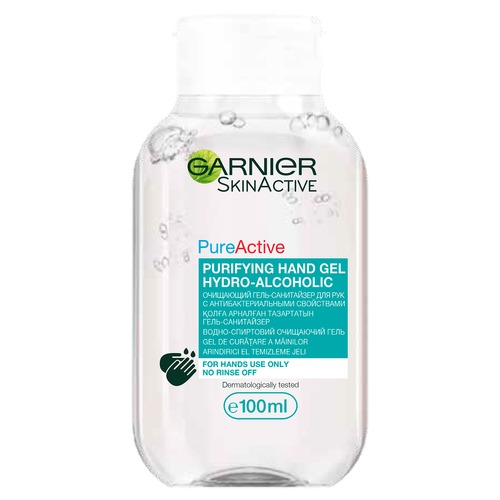 GARNIER
SKINACTIVE
PureActive
PURIFYING HAND GEL
HYDRO-ALCOHOLIC
ОЧИЩАЮЩИЙ ГЕЛЬ-САНИТАЙЗЕР ДЛЯ РУК
С АНТИБАКТЕРИАЛЬНЫМИ СВОЙСТВАМИ
ҚОЛҒА АРНАЛҒАН ТАЗАРТАТЫН
ГЕЛЬ-САНИТАЙЗЕР
ВОДНО-СПИРТОВИЙ ОЧИЩАЮЧИЙ ГЕЛЬ
GEL DE CURĂȚARE A MÂINILOR
ARINDIRICI EL TEMIZLEME JELI
FOR HANDS USE ONLY
NO RINSE OFF
Dermatologically tested
℮100ml